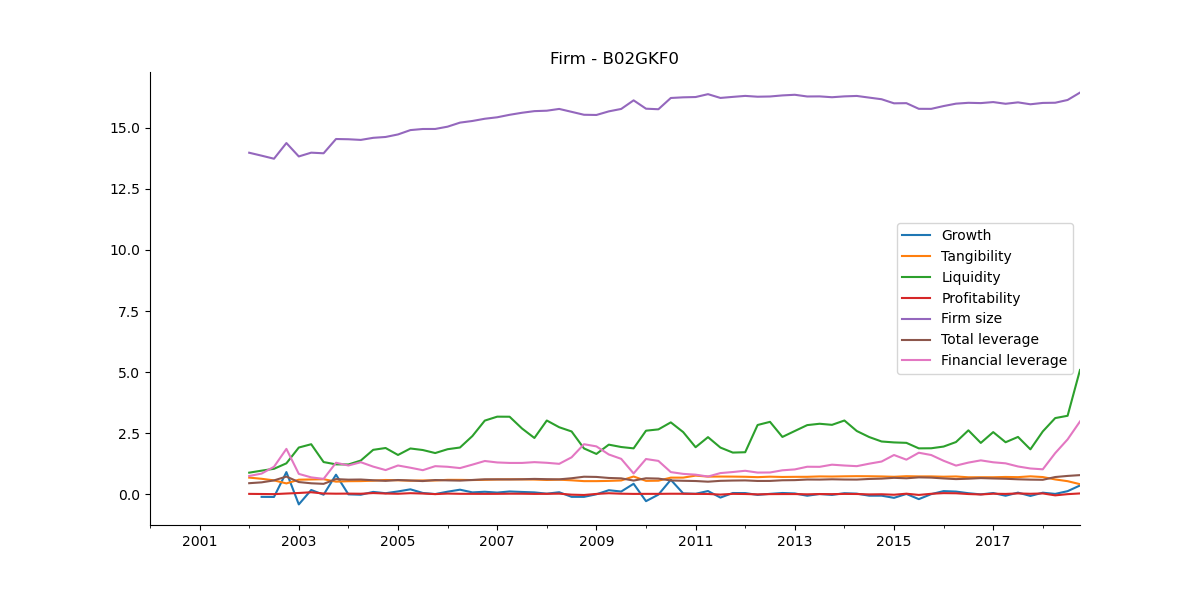 Firm - B02GKF0
15.0
12.5
10.0
7.5
5.0
2.5
0.0
Growth
Tangibility
Liquidity
Profitability
Firm size
Total leverage
Financial leverage
2001 2003 2005 2007 2009 2011 2013 2015 2017